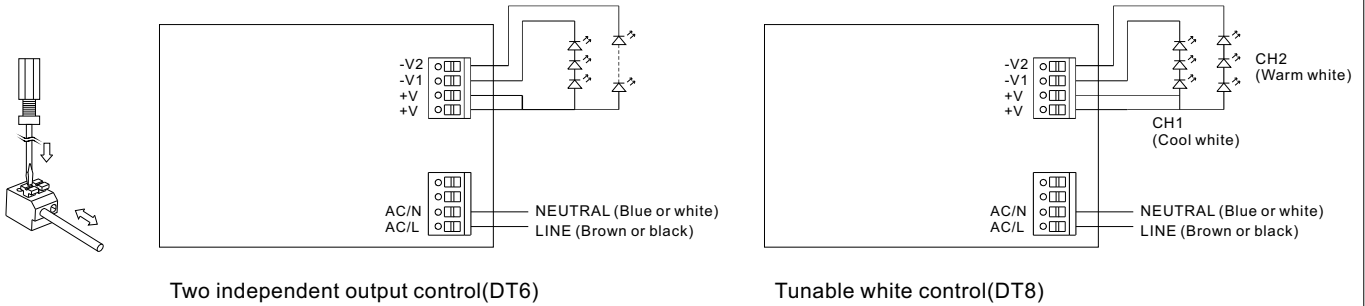 -V2
-V1
+V
+V
AC/N
AC/L
NEUTRAL (Blue or white)
LINE (Brown or black)
Two independent output control(DT6)
-V2
-V1
+V
+V
CH2
(Warm white)
CH1
(Cool white)
AC/N
AC/L
NEUTRAL (Blue or white)
LINE (Brown or black)
Tunable white control(DT8)